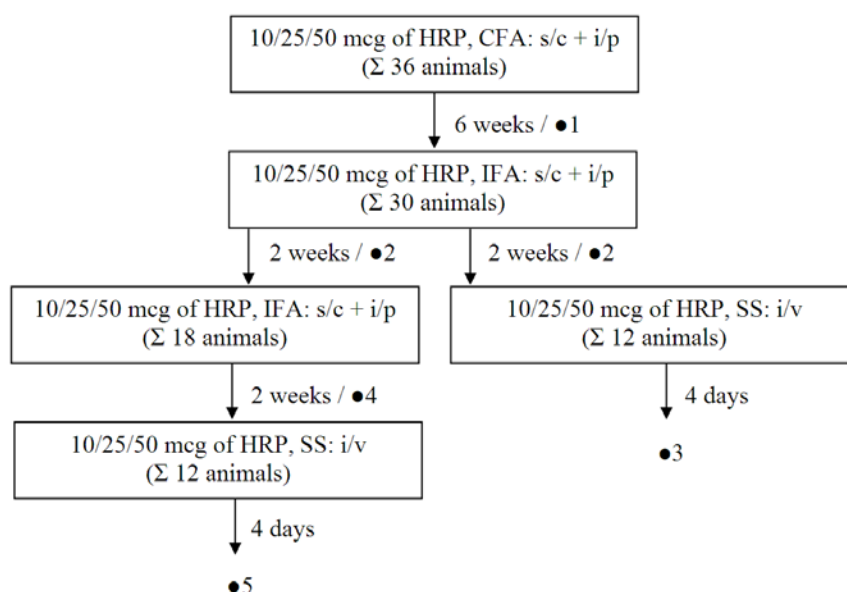 10/25/50 mcg of HRP, CFA: s/c + i/p
(Σ 36 animals)
6 weeks / ●1
10/25/50 mcg of HRP, IFA: s/c + i/p
(Σ 30 animals)
2 weeks / ●2
2 weeks / ●2
10/25/50 mcg of HRP, IFA: s/c + i/p
(Σ 18 animals)
10/25/50 mcg of HRP, SS: i/v
(Σ 12 animals)
2 weeks / ●4
4 days
10/25/50 mcg of HRP, SS: i/v
(Σ 12 animals)
●3
4 days
●5